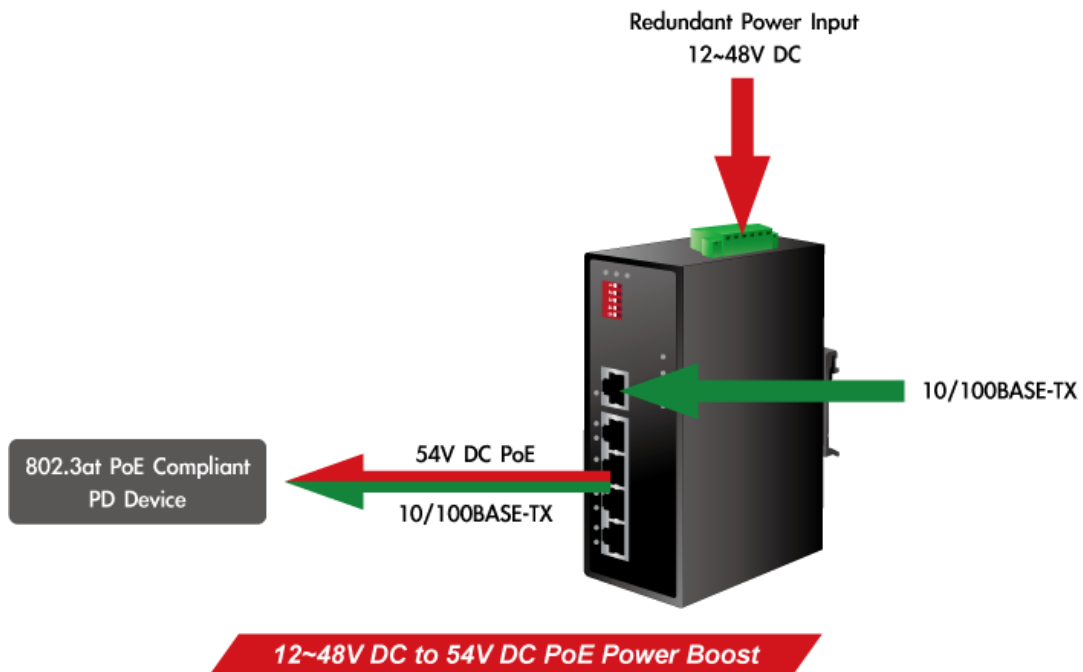 Redundant Power Input
12~48V DC
10/100BASE-TX
54V DC PoE
802.3at PoE Compliant
PD Device
10/100BASE-TX
12~48V DC to 54V DC PoE Power Boost